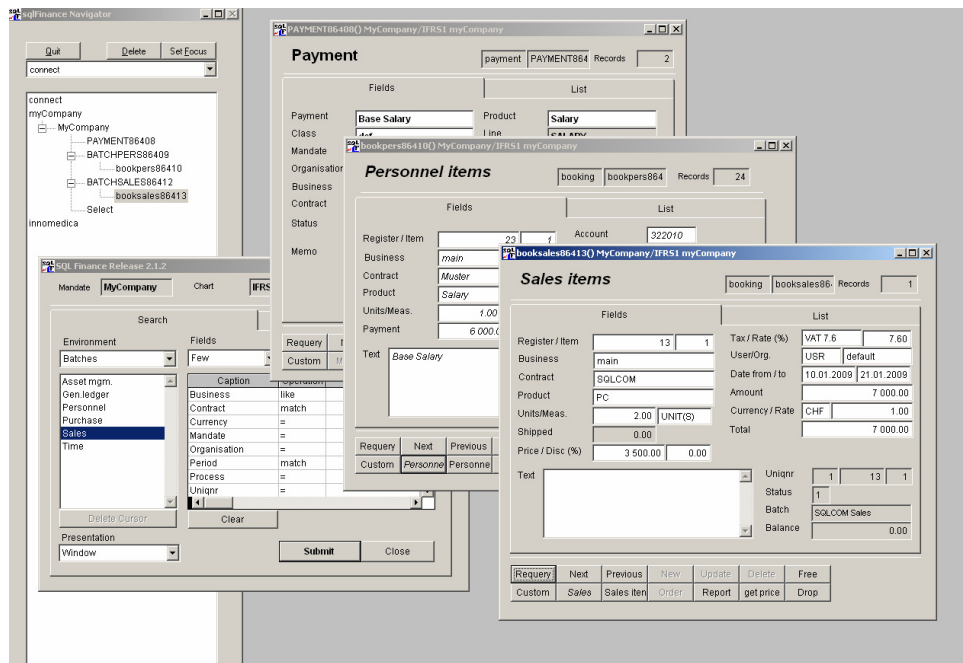 sqlFinance Navigator
Quit Delete Set Focus
connect
connect
myCompany
MyCompany
PAYMENT86408
BATCHPERS86409
bookpers86410
BATCHSALES86412
booksales86413
Select
innomedica
PAYMENT86408() MyCompany/IFRS1 myCompany
Payment payment PAYMENT864 Records 2
Fields List
Payment Base Salary Product Salary
Class def Line SALARY
Mandate
Organisation
Business
Contract
Status
Memo
Requery
Custom
bookpers86410() MyCompany/IFRS1 myCompany
Personnel items booking bookpers864 Records 24
Fields List
Register / Item 23 1 Account 322010
Business main
Contract Muster
Product Salary
Units/Meas. 1.00
Payment 6 000.0
Text Base Salary
Requery Next Previous
Custom Personne Personne
SQL Finance Release 2.1.2
Mandate MyCompany Chart IFRS
Search
Environment Fields
Batches Few
Asset mgm.
Gen.ledger
Personnel
Purchase
Sales
Time
Caption Operation
Business like
Contract match
Currency =
Mandate =
Organisation =
Period match
Process =
Uniqnr =
Delete Cursor Clear
Presentation
Window Submit Close
booksales86413() MyCompany/IFRS1 myCompany
Sales items booking booksales86 Records 1
Fields List
Register / Item 13 1 Tax / Rate (%) VAT 7.6 7.60
Business main User/Org. USR default
Contract SQLCOM Date from / to 10.01.2009 21.01.2009
Product PC Amount 7 000.00
Units/Meas. 2.00 UNIT(S) Currency / Rate CHF 1.00
Shipped 0.00 Total 7 000.00
Price / Disc (%) 3 500.00 0.00
Text Uniqnr 1 13 1
Status 1
Batch SQLCOM Sales
Balance 0.00
Requery Next Previous New Update Delete Free
Custom Sales Sales iten Order Report get price Drop